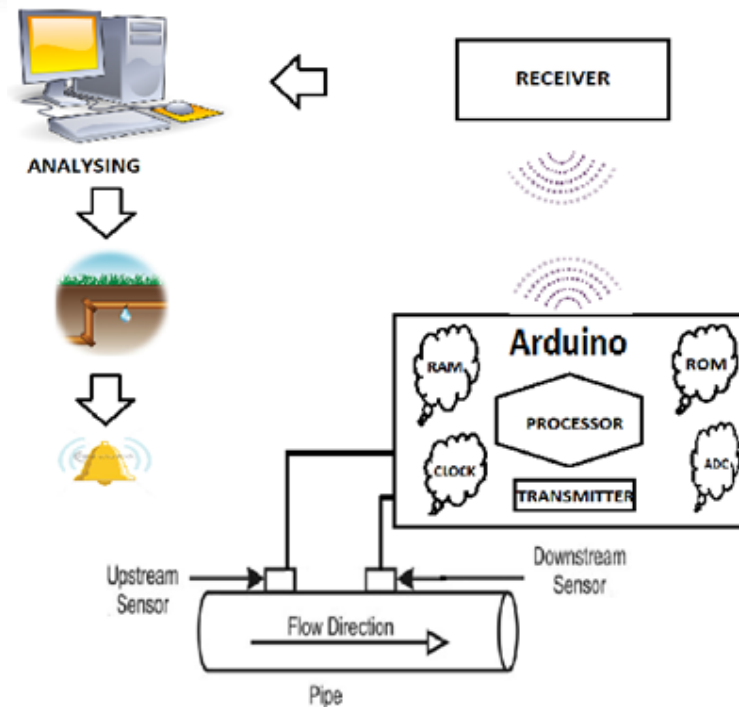 RECEIVER
ANALYSING
Arduino
RAM
ROM
PROCESSOR
CLOCK
ADC
TRANSMITTER
Upstream
Sensor
Downstream
Sensor
Flow Direction
Pipe